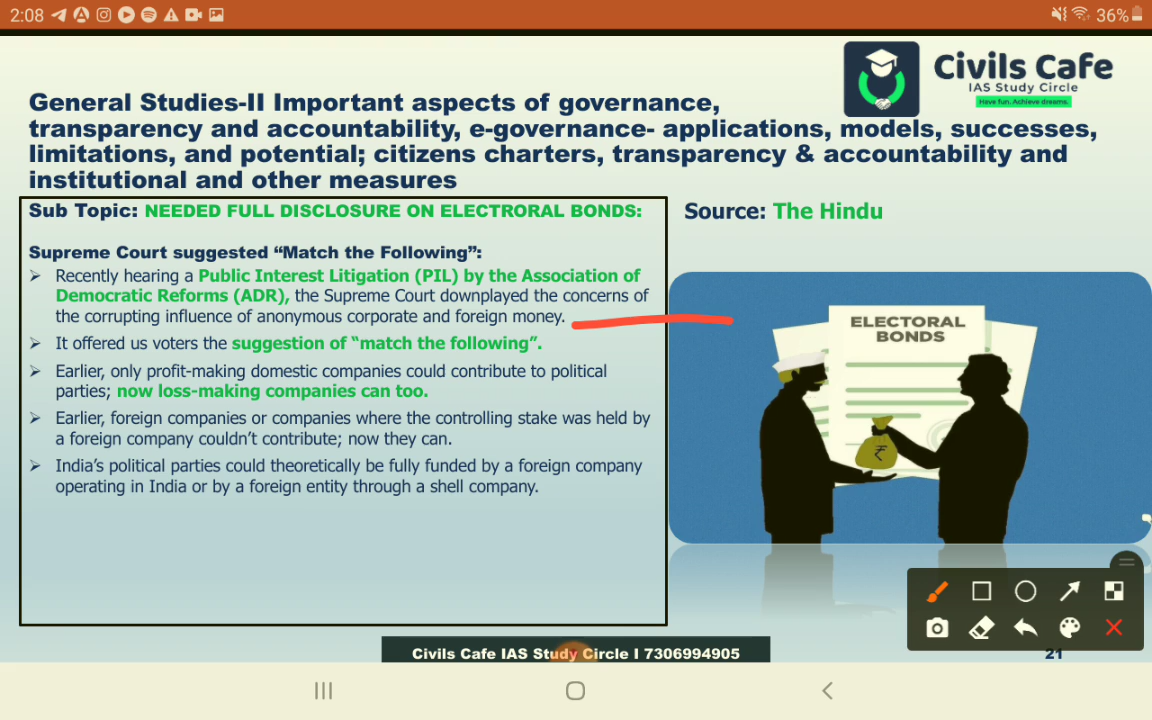 2:08
36%
Civils Cafe
IAS Study Circle
Have fun. Achieve dreams.
General Studies-II Important aspects of governance,
transparency and accountability, e-governance- applications, models, successes,
limitations, and potential; citizens charters, transparency & accountability and
institutional and other measures
Sub Topic: NEEDED FULL DISCLOSURE ON ELECTRORAL BONDS:
Supreme Court suggested “Match the Following”:
➢ Recently hearing a Public Interest Litigation (PIL) by the Association of
Democratic Reforms (ADR), the Supreme Court downplayed the concerns of
the corrupting influence of anonymous corporate and foreign money.
➢ It offered us voters the suggestion of “match the following”.
➢ Earlier, only profit-making domestic companies could contribute to political
parties; now loss-making companies can too.
➢ Earlier, foreign companies or companies where the controlling stake was held by
a foreign company couldn’t contribute; now they can.
➢ India’s political parties could theoretically be fully funded by a foreign company
operating in India or by a foreign entity through a shell company.
Source: The Hindu
ELECTORAL
BONDS
₹
Civils Cafe IAS Study Circle I 7306994905
21